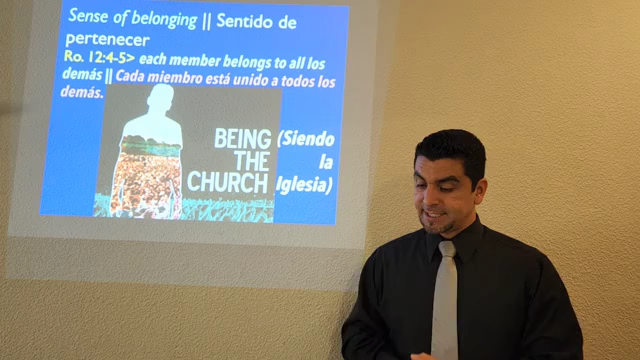 Sense of belonging || Sentido de
pertenecer
Ro. 12:4-5> each member belongs to all los
demás || Cada miembro está unido a todos los
demás.
BEING
THE
CHURCH
(Siendo
la
Iglesia)